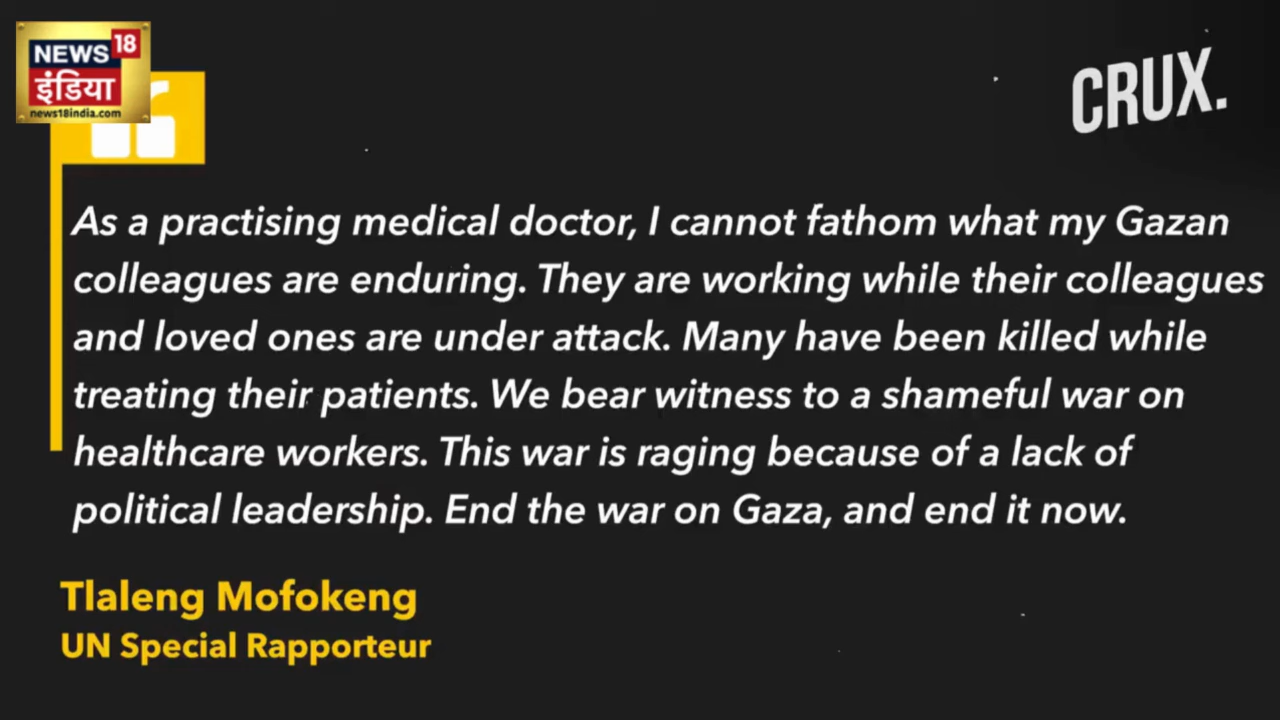 NEWS 18
इंडिया
news18india.com
CRUX.
As a practising medical doctor, I cannot fathom what my Gazan
colleagues are enduring. They are working while their colleagues
and loved ones are under attack. Many have been killed while
treating their patients. We bear witness to a shameful war on
healthcare workers. This war is raging because of a lack of
political leadership. End the war on Gaza, and end it now.
Tlaleng Mofokeng
UN Special Rapporteur